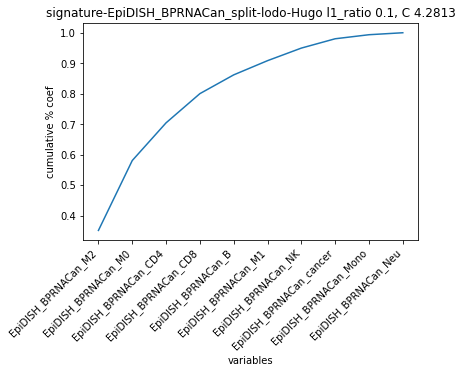 signature-EpiDISH_BPRNACan_split-lodo-Hugo l1_ratio 0.1, C 4.2813
1.0
0.9
0.8
0.7
0.6
0.5
0.4
cumulative % coef
EpiDISH_BPRNACan_M2
EpiDISH_BPRNACan_M0
EpiDISH_BPRNACan_CD4
EpiDISH_BPRNACan_CD8
EpiDISH_BPRNACan_B
EpiDISH_BPRNACan_M1
EpiDISH_BPRNACan_NK
EpiDISH_BPRNACan_cancer
EpiDISH_BPRNACan_Mono
EpiDISH_BPRNACan_Neu
variables